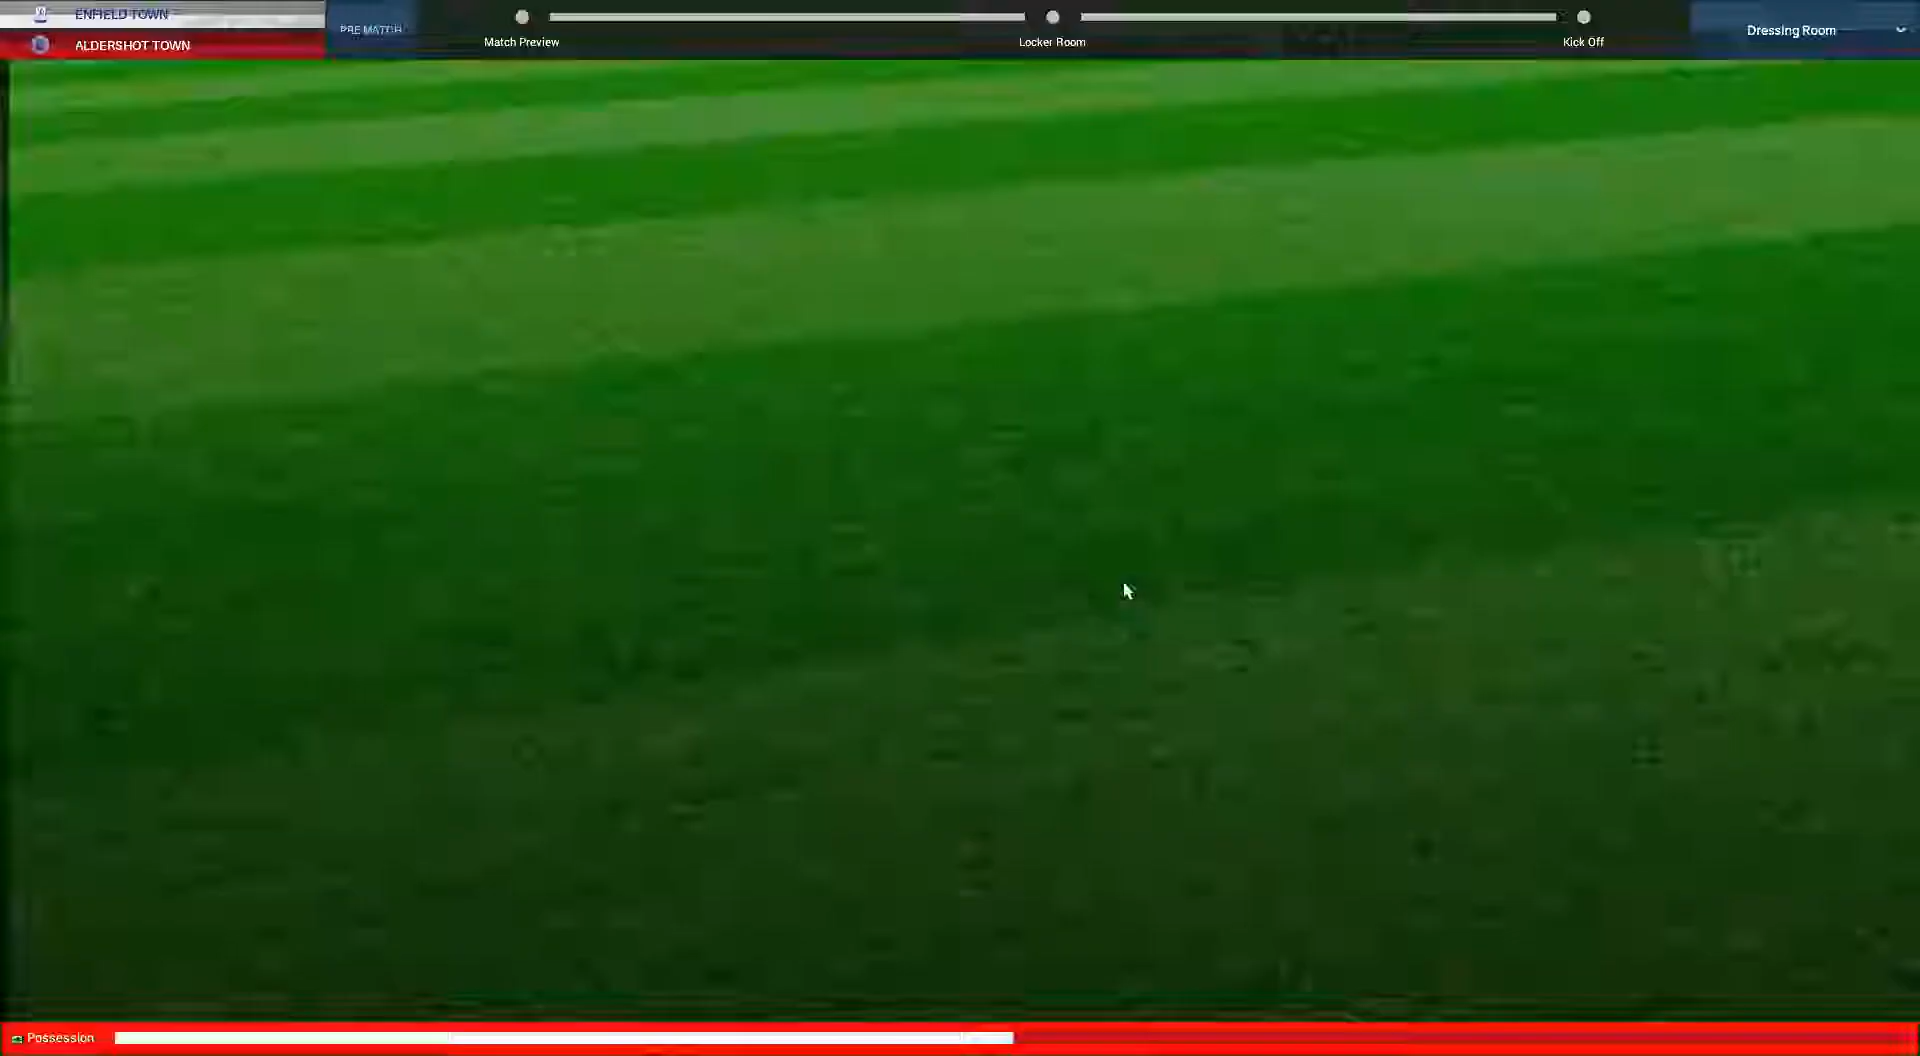 ENFIELD TOWN
ALDERSHOT TOWN
PRE MATCH
Match Preview
Locker Room
Kick Off
Dressing Room
Possession